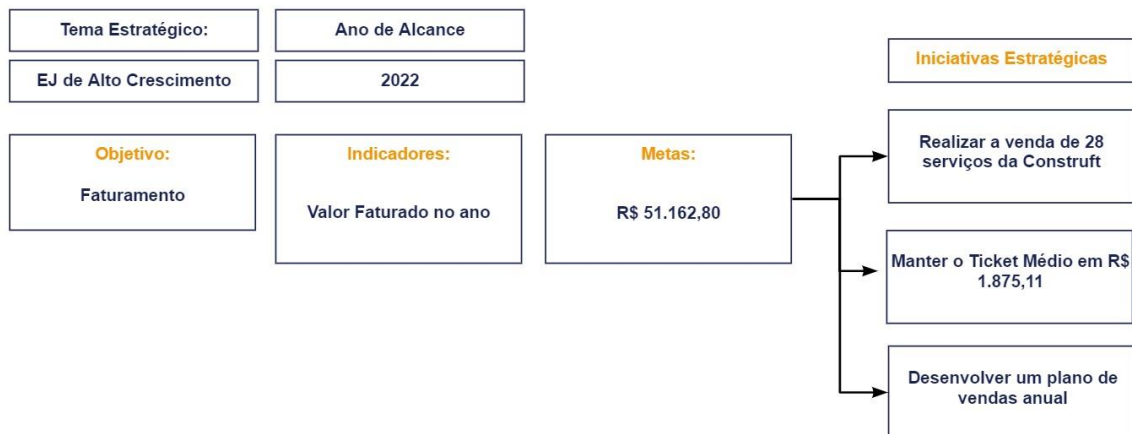 Tema Estratégico:
Ano de Alcance
EJ de Alto Crescimento
2022
Iniciativas Estratégicas
Objetivo:
Faturamento
Indicadores:
Valor Faturado no ano
Metas:
R$ 51.162,80
Realizar a venda de 28
serviços da Construft
Manter o Ticket Médio em R$
1.875,11
Desenvolver um plano de
vendas anual